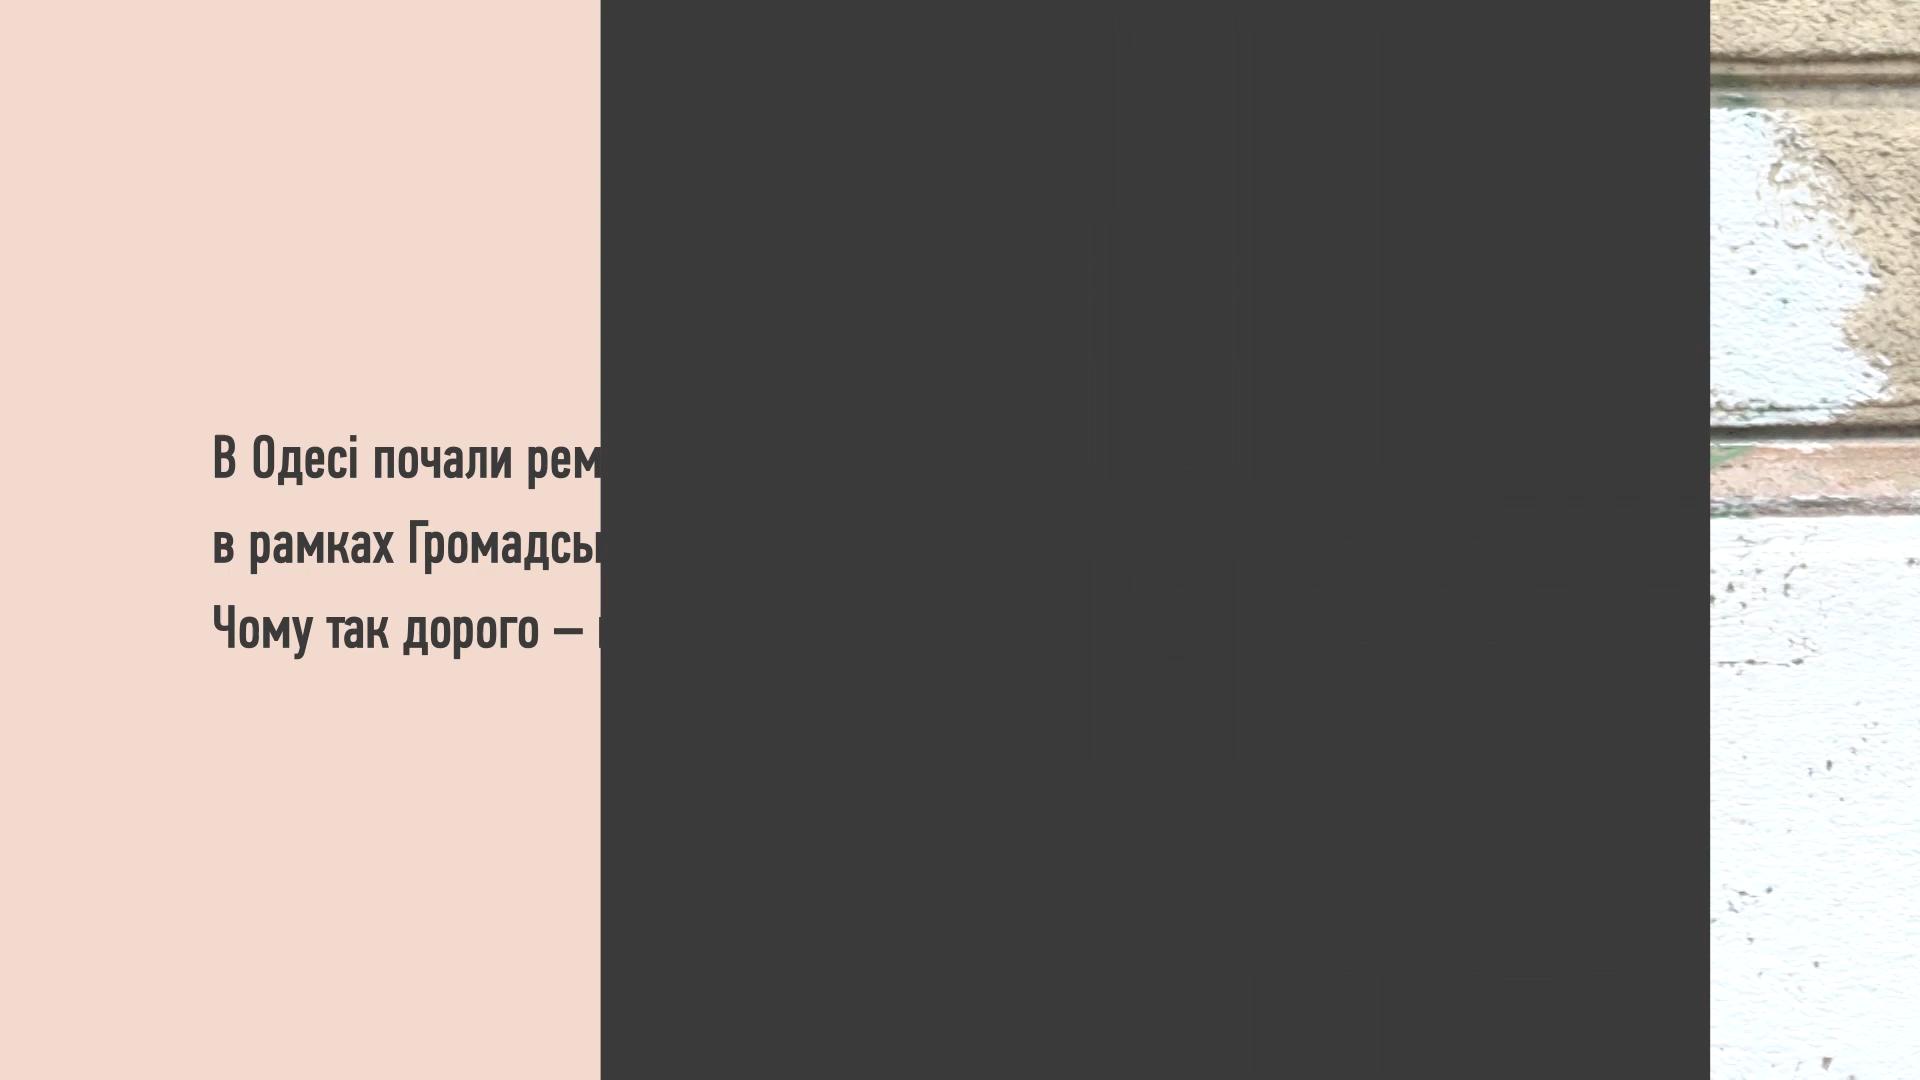 В Одесі почали рем
в рамках Громадсь
Чому так дорого –